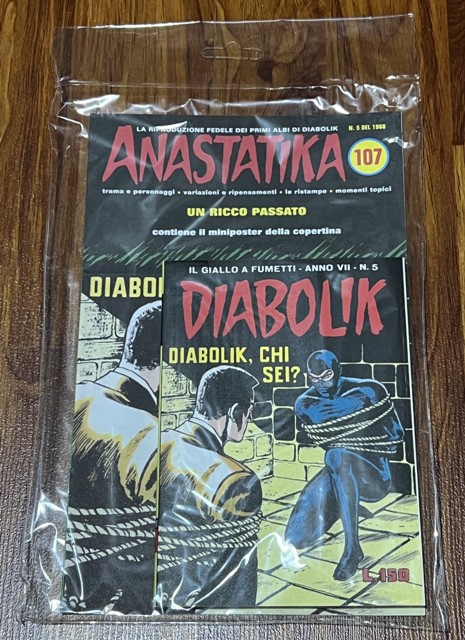 LA RIPRODUZIONE FEDELE DEI PRIMI ALBI DI DIABOLIK
N. 5 DEL 1968
ANASTATIKA
107
trama e personaggi • variazioni e ripensamenti • le ristampe • momenti topici
UN RICCO PASSATO
contiene il miniposter della copertina
DIABOL
IL GIALLO A FUMETTI - ANNO VII - N. 5
DIABOLIK
DIABOLIK, CHI
SEI?
L. 150